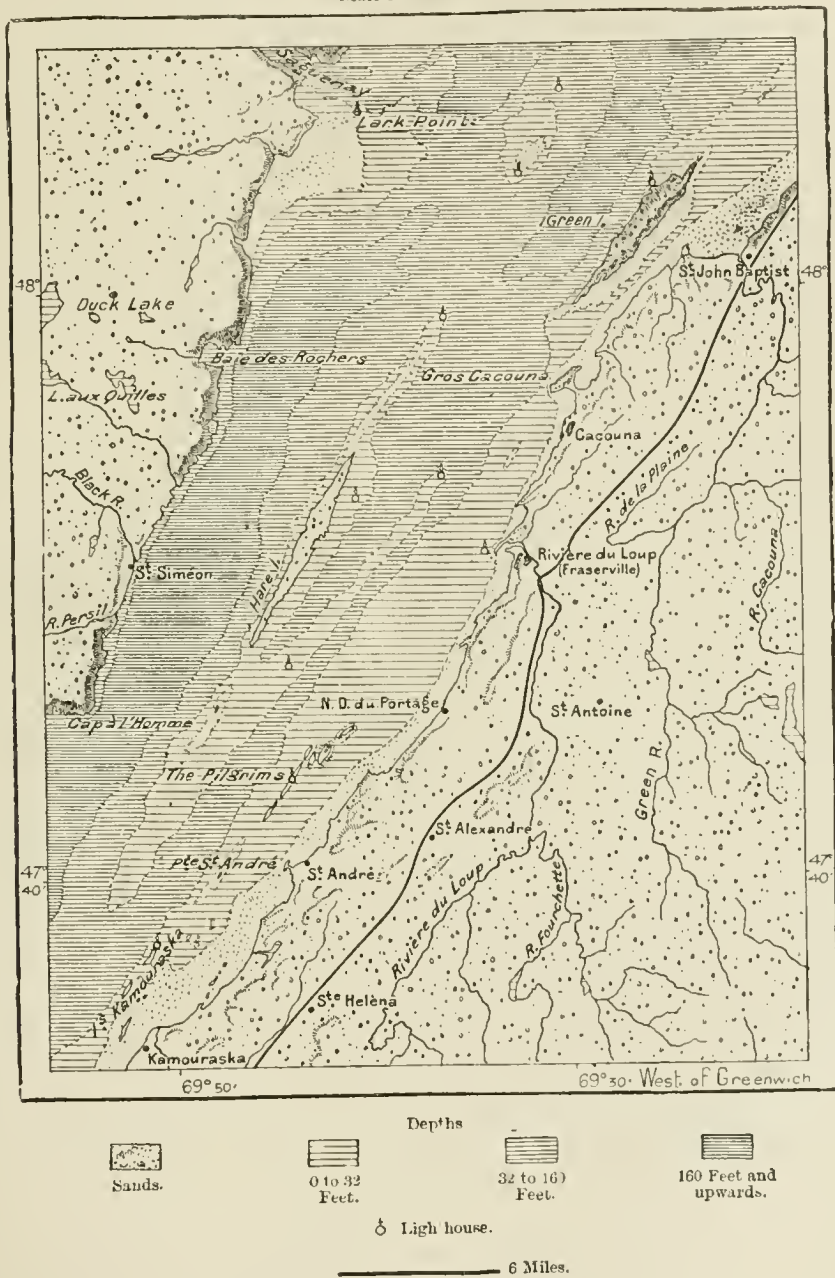 Saguenay
Lark Point
Green I.
St. John Baptist
48°
48°
Duck Lake
Baie des Rochers
Gros Cacouna
L. aux Quilles
Cacouna
R. de la Plaine
Black R.
Rivière du Loup
(Fraserville)
R. Cacouna
St. Siméon
Hare I.
R. Persil
N. D. du Portage
St. Antoine
Cap à l'Homme
Green R.
The Pilgrims
St. Alexandre
Pte St. André
St. André
47°
40'
47°
40'
Rivière du Loup
R. Fourchette
Is. Kamouraska
Ste Helena
Kamouraska
69° 50'
69° 30' West of Greenwich
Depths
Sands.
0 to 32
Feet.
32 to 160
Feet.
160 Feet and
upwards.
Ligh house.
6 Miles.